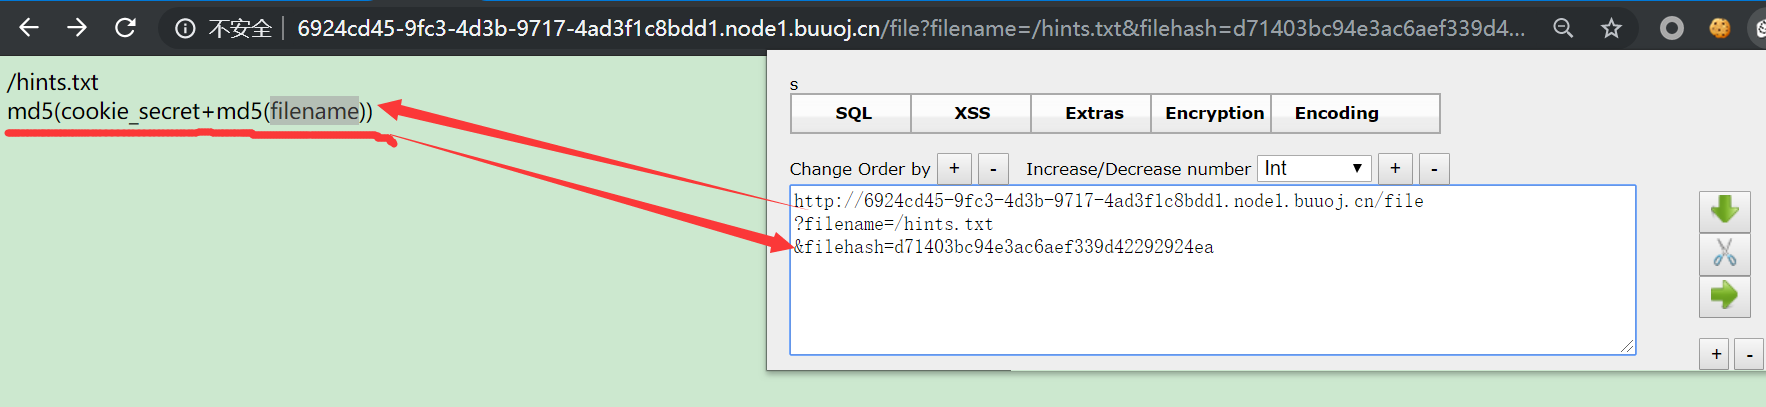 不安全 6924cd45-9fc3-4d3b-9717-4ad3f1c8bdd1.node1.buuoj.cn/file?filename=/hints.txt&filehash=d71403bc94e3ac6aef339d4...
/hints.txt
md5(cookie_secret+md5(filename))
s
SQL XSS Extras Encryption Encoding
Change Order by + - Increase/Decrease number Int + -
http://6924cd45-9fc3-4d3b-9717-4ad3f1c8bdd1.node1.buuoj.cn/file
?filename=/hints.txt
&filehash=d71403bc94e3ac6aef339d42292924ea
+ -